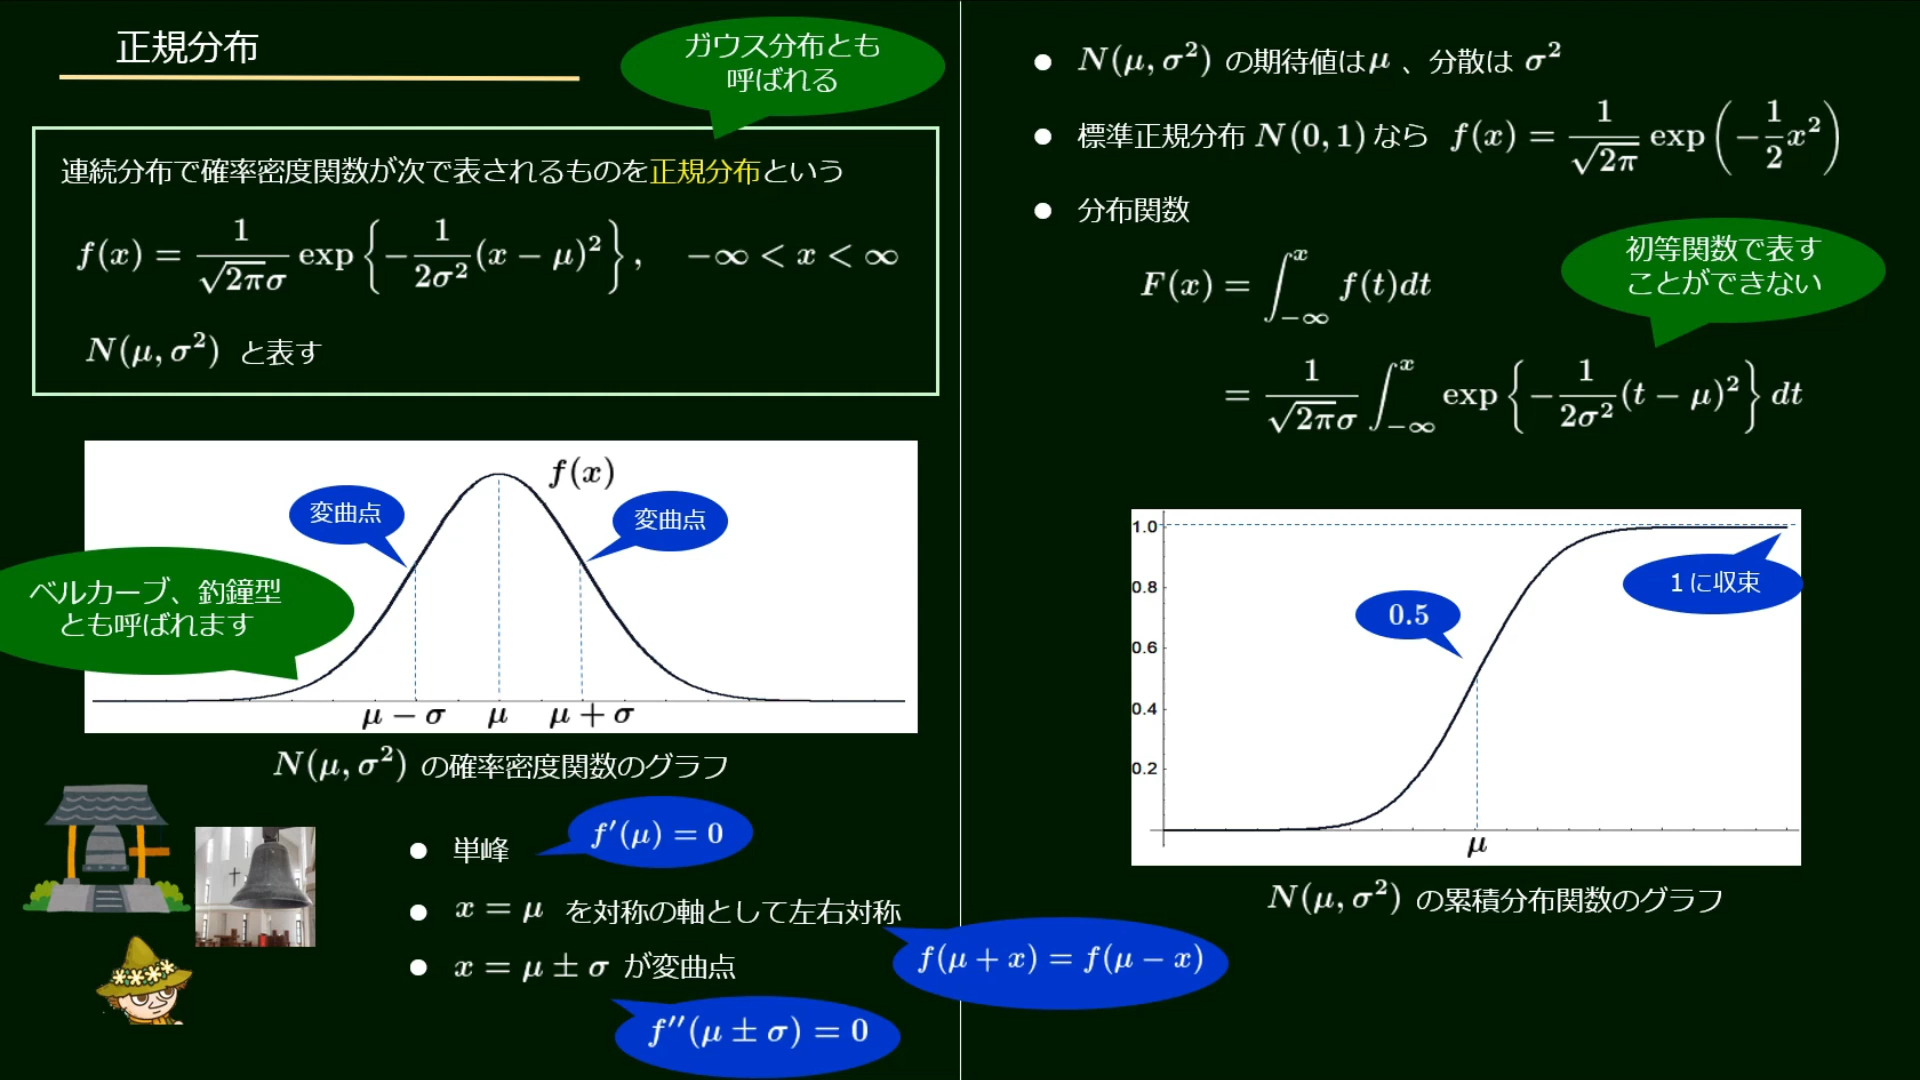 正規分布
ガウス分布とも
呼ばれる
連続分布で確率密度関数が次で表されるものを正規分布という
f(x) = \frac{1}{\sqrt{2π}σ} exp{ -\frac{1}{2σ²}(x − μ)² },  −∞ < x < ∞
N(μ, σ²) と表す
f(x)
変曲点
変曲点
ベルカーブ、釣鐘型
とも呼ばれます
μ − σ  μ  μ + σ
N(μ, σ²) の確率密度関数のグラフ
● 単峰
f′(μ) = 0
● x = μ を対称の軸として左右対称
f(μ + x) = f(μ − x)
● x = μ ± σ が変曲点
f″(μ ± σ) = 0
● N(μ, σ²) の期待値はμ 、分散は σ²
● 標準正規分布 N(0, 1) なら f(x) = \frac{1}{\sqrt{2π}} exp( -\frac{1}{2}x² )
● 分布関数
初等関数で表す
ことができない
F(x) = ∫_{−∞}^{x} f(t)dt
= \frac{1}{\sqrt{2π}σ} ∫_{−∞}^{x} exp{ -\frac{1}{2σ²}(t − μ)² } dt
1.0
1 に収束
0.8
0.5
0.6
0.4
0.2
μ
N(μ, σ²) の累積分布関数のグラフ